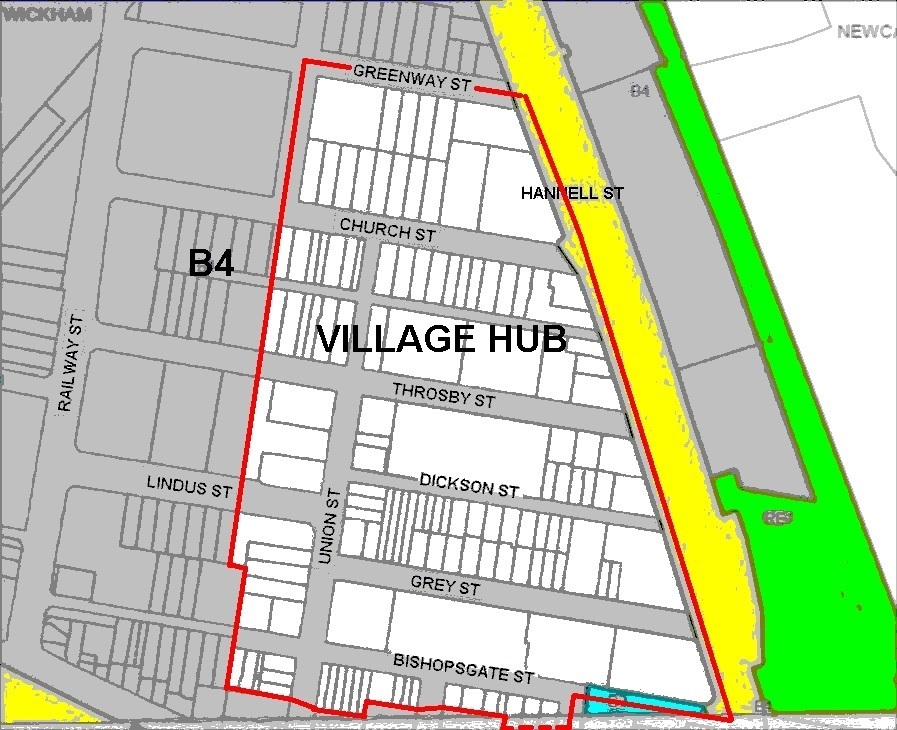 WICKHAM
GREENWAY ST
B4
HANNELL ST
CHURCH ST
B4
VILLAGE HUB
RAILWAY ST
THROSBY ST
LINDUS ST
DICKSON ST
UNION ST
GREY ST
BISHOPSGATE ST